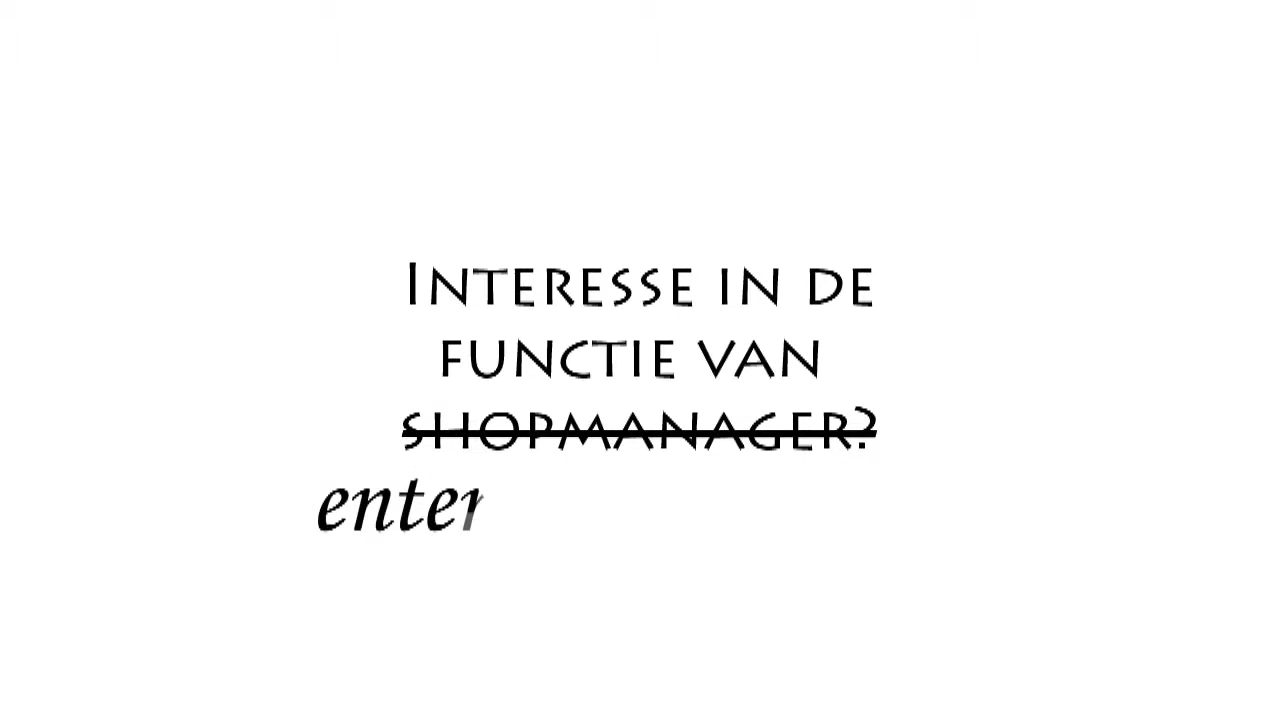 Interesse in de
functie van
shopmanager?
enter